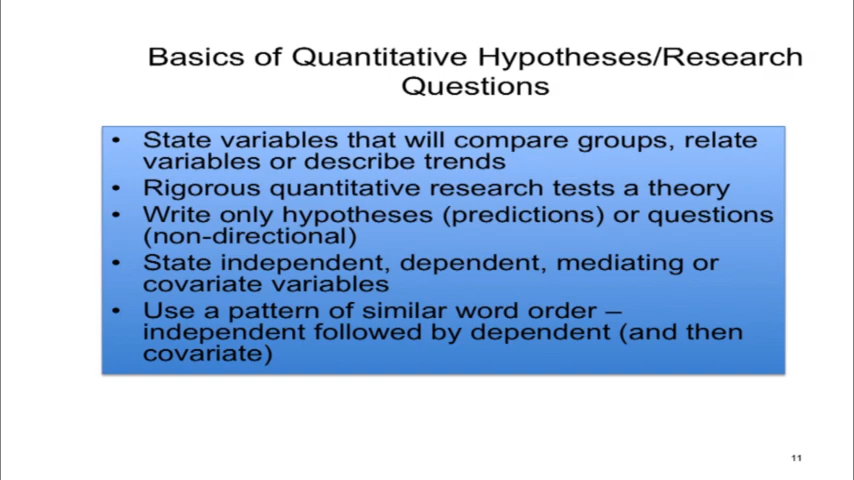 Basics of Quantitative Hypotheses/Research
Questions
• State variables that will compare groups, relate
variables or describe trends
• Rigorous quantitative research tests a theory
• Write only hypotheses (predictions) or questions
(non-directional)
• State independent, dependent, mediating or
covariate variables
• Use a pattern of similar word order –
independent followed by dependent (and then
covariate)
11